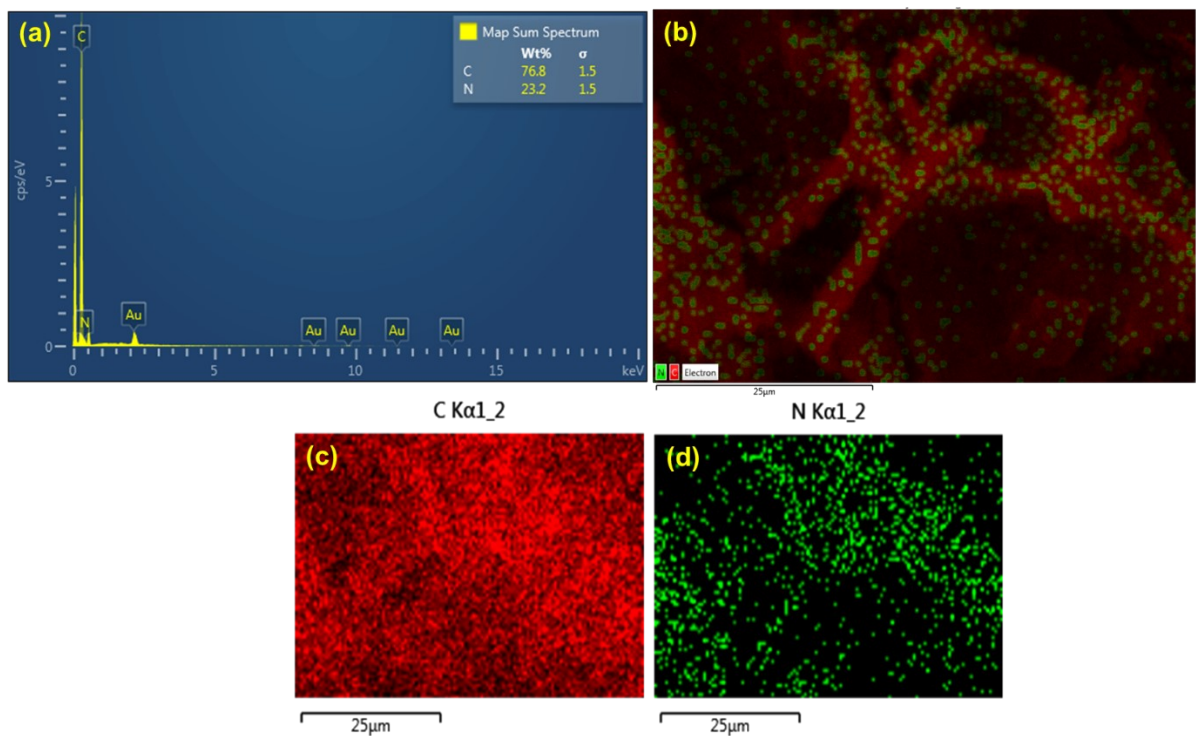 (a)
C
Map Sum Spectrum
Wt% σ
C 76.8 1.5
N 23.2 1.5
cps/eV
5
0
N
Au
Au
Au
Au
Au
0 5 10 15 keV
(b)
N C Electron
25µm
C Kα1_2
N Kα1_2
(c)
(d)
25µm
25µm